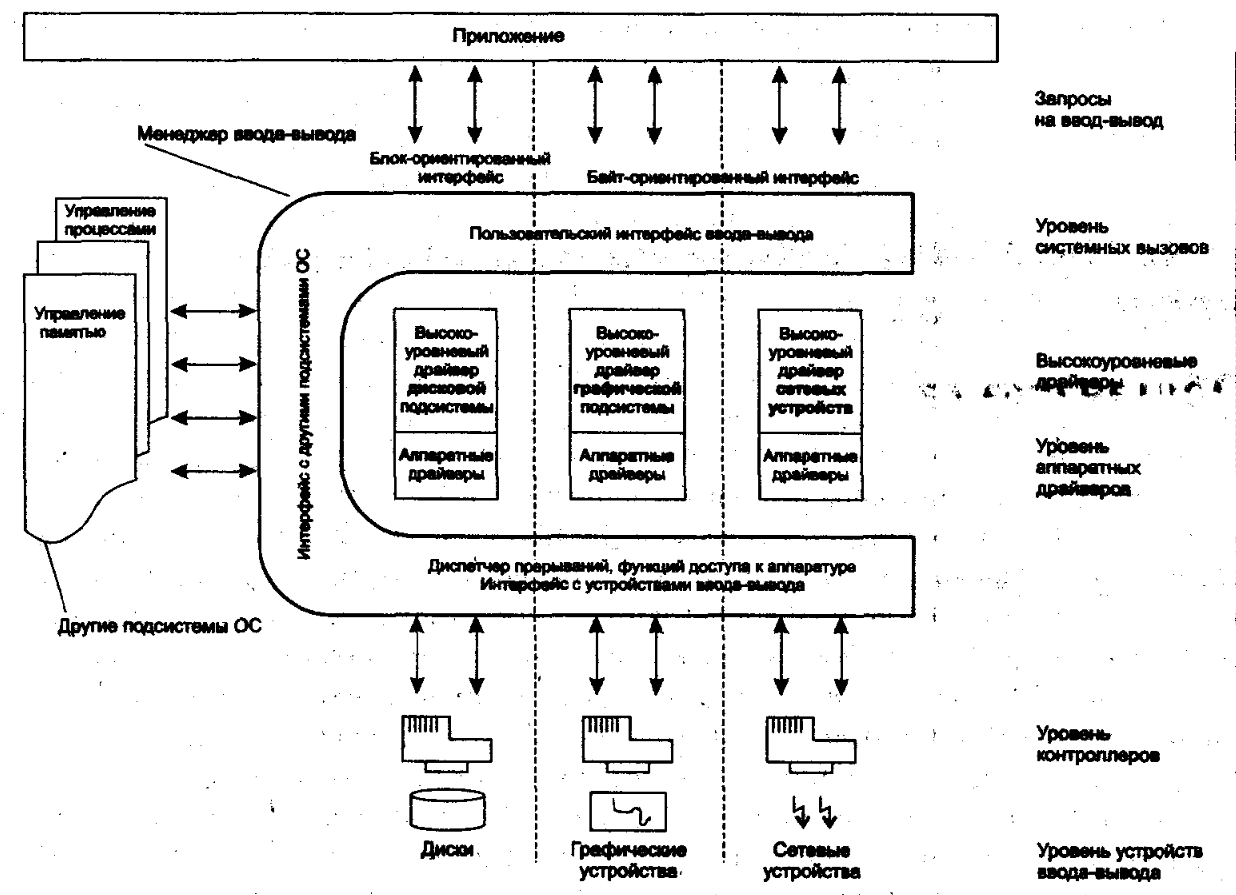 Приложение
Запросы
на ввод-вывод
Менеджер ввода-вывода
Блок-ориентированный
интерфейс
Байт-ориентированный интерфейс
Управление
процессами
Управление
памятью
Пользовательский интерфейс ввода-вывода
Уровень
системных вызовов
Интерфейс с другими подсистемами ОС
Высоко-
уровневый
драйвер
дисковой
подсистемы
Высоко-
уровневый
драйвер
графической
подсистемы
Высоко-
уровневый
драйвер
сетевых
устройств
Высокоуровневые
драйверы
Аппаратные
драйверы
Аппаратные
драйверы
Аппаратные
драйверы
Уровень
аппаратных
драйверов
Диспетчер прерываний, функций доступа к аппаратуре
Интерфейс с устройствами ввода-вывода
Другие подсистемы ОС
Уровень
контроллеров
Диски
Графические
устройства
Сетевые
устройства
Уровень устройств
ввода-вывода